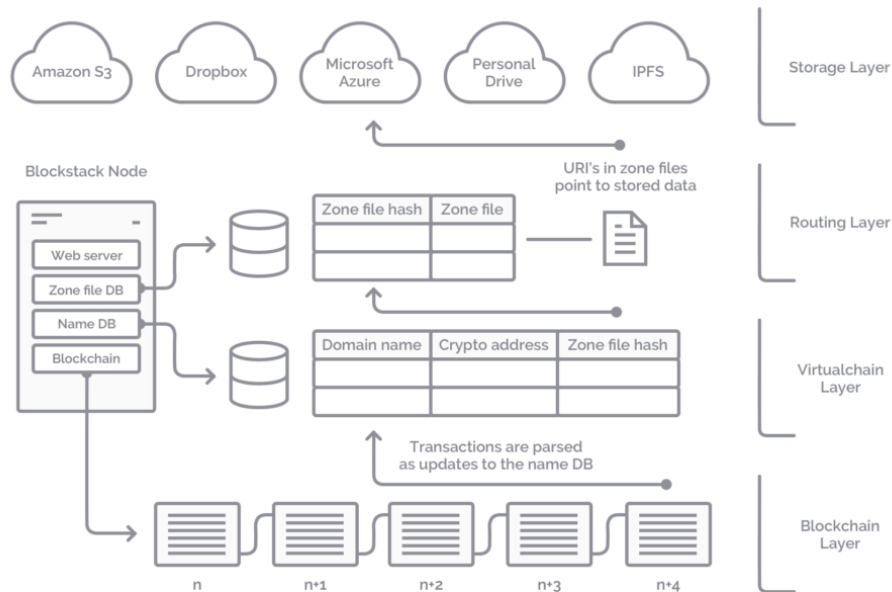 Amazon S3
Dropbox
Microsoft
Azure
Personal
Drive
IPFS
Storage Layer
Blockstack Node
URI's in zone files
point to stored data
Web server
Zone file DB
Name DB
Blockchain
Zone file hash
Zone file
Routing Layer
Domain name
Crypto address
Zone file hash
Virtualchain
Layer
Transactions are parsed
as updates to the name DB
Blockchain
Layer
n
n+1
n+2
n+3
n+4